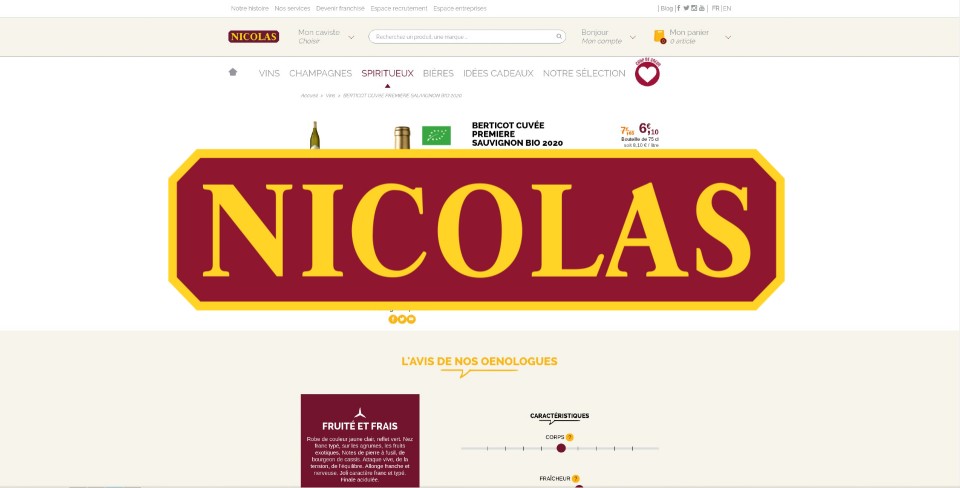 Notre histoire Nos services Devenir franchisé Espace recrutement Espace entreprises | Blog | FR | EN
NICOLAS Mon caviste Choisir Recherchez un produit, une marque... Bonjour Mon compte Mon panier 0 article
VINS CHAMPAGNES SPIRITUEUX BIÈRES IDÉES CADEAUX NOTRE SÉLECTION
Accueil > Vins > BERTICOT CUVÉE PREMIERE SAUVIGNON BIO 2020
BERTICOT CUVÉE
PREMIERE
SAUVIGNON BIO 2020
6€,10
Bouteille de 75 cl
soit 8,10 € / litre
NICOLAS
L'AVIS DE NOS OENOLOGUES
FRUITÉ ET FRAIS
Robe de couleur jaune clair, reflet vert. Nez
franc typé, sur les agrumes, les fruits
exotiques. Notes de pierre à fusil, de
bourgeon de cassis. Attaque vive, de la
tension, de l'équilibre. Allonge franche et
nerveuse. Joli caractère franc et typé.
Finale acidulée.
CARACTÉRISTIQUES
CORPS ?
FRAÎCHEUR ?